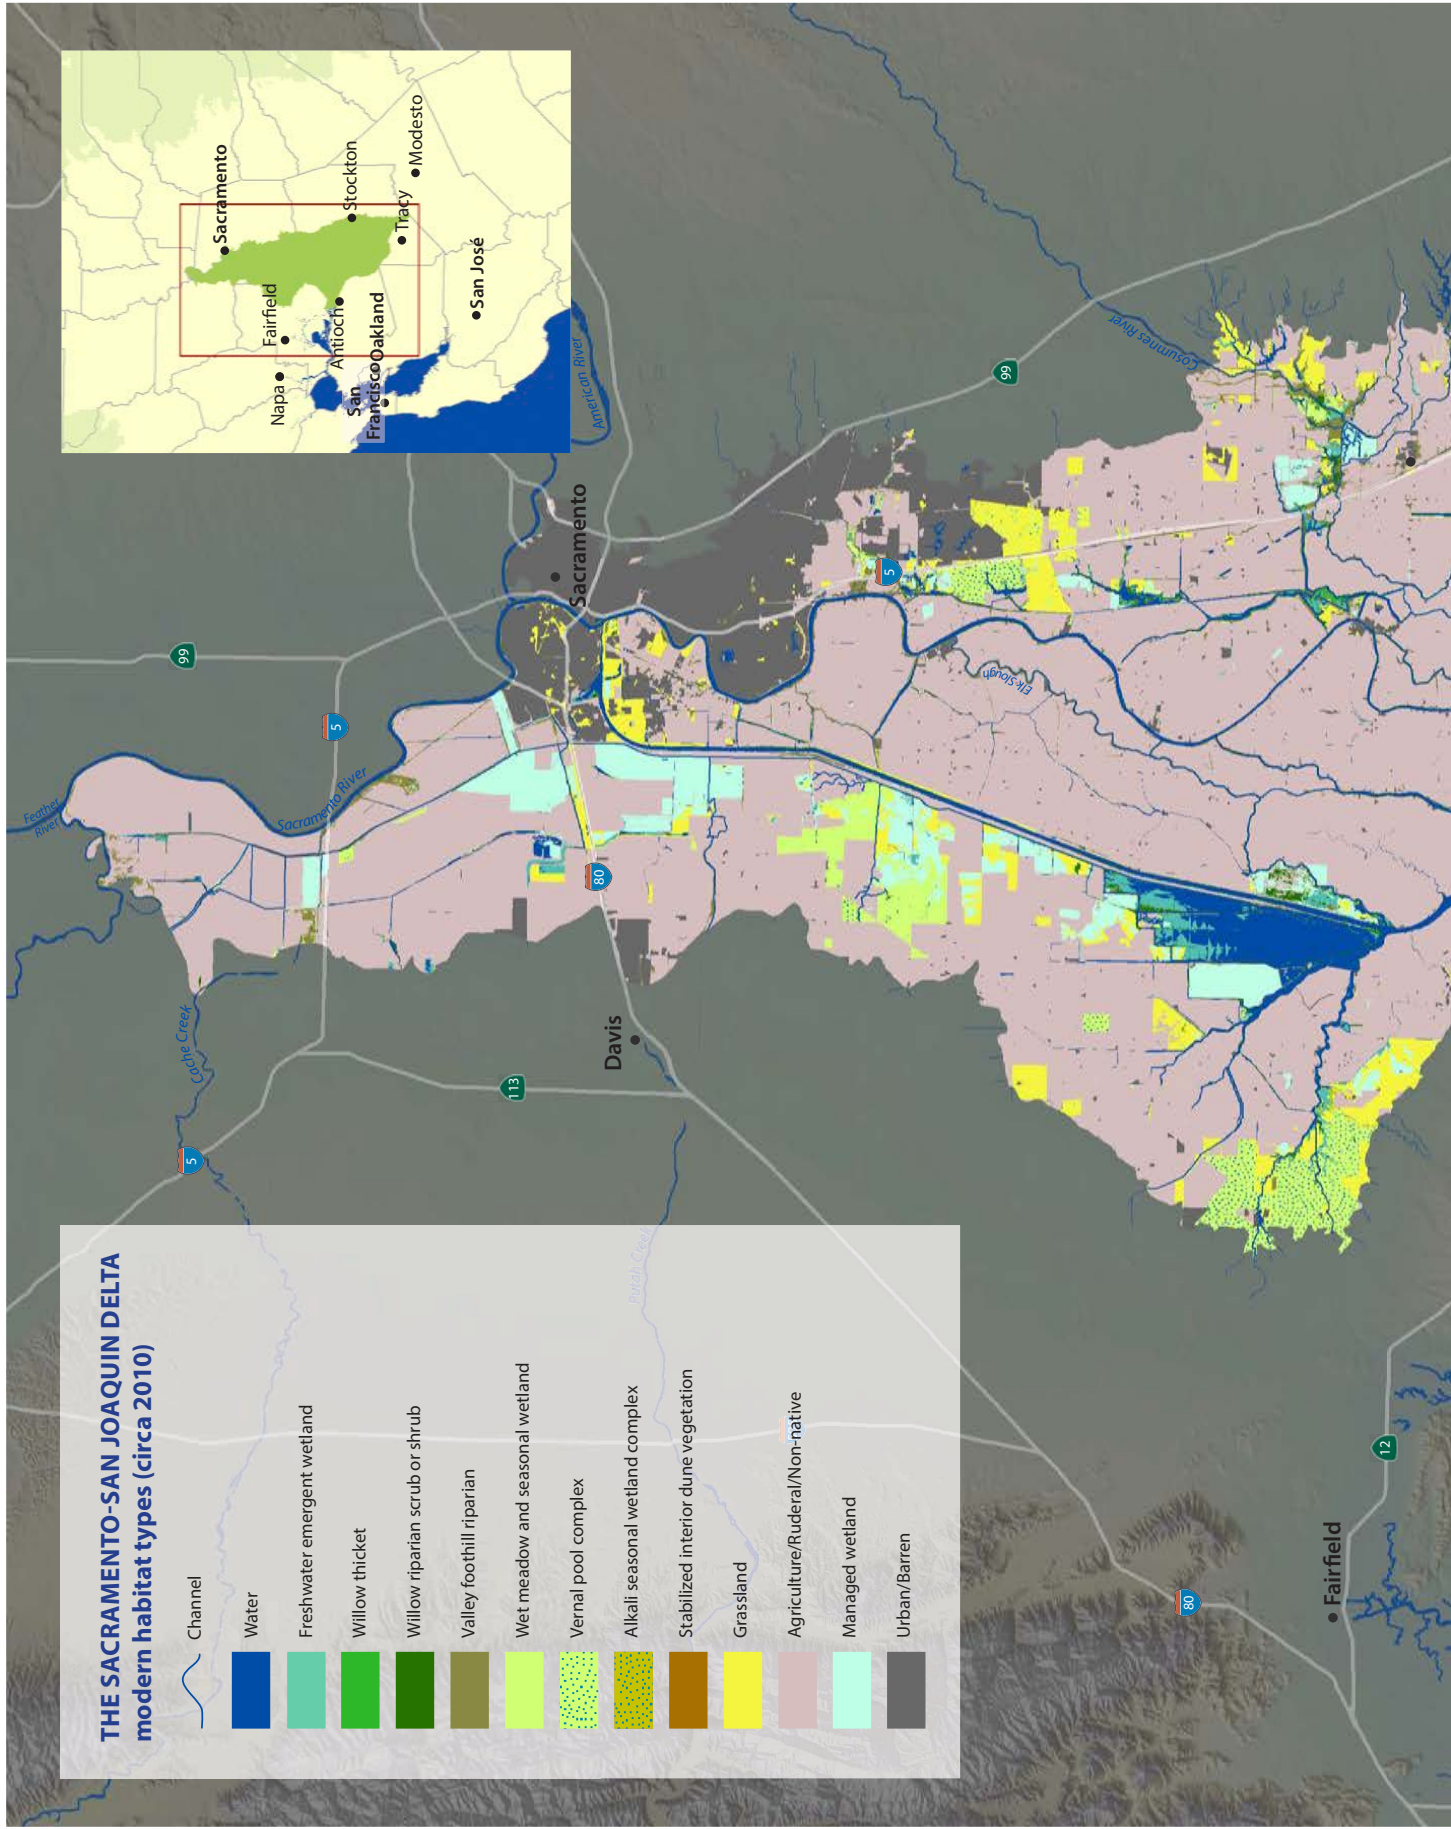 THE SACRAMENTO-SAN JOAQUIN DELTA
modern habitat types (circa 2010)
Channel
Water
Freshwater emergent wetland
Willow thicket
Willow riparian scrub or shrub
Valley foothill riparian
Wet meadow and seasonal wetland
Vernal pool complex
Alkali seasonal wetland complex
Stabilized interior dune vegetation
Grassland
Agriculture/Ruderal/Non-native
Managed wetland
Urban/Barren
Napa
Fairfield
Sacramento
San
Francisco
Oakland
Antioch
Stockton
Tracy
Modesto
San José
Feather
River
Sacramento River
American River
Cache Creek
Putah Creek
Cosumnes River
Elk Slough
Sacramento
Davis
Fairfield
99
5
5
113
80
5
99
80
12